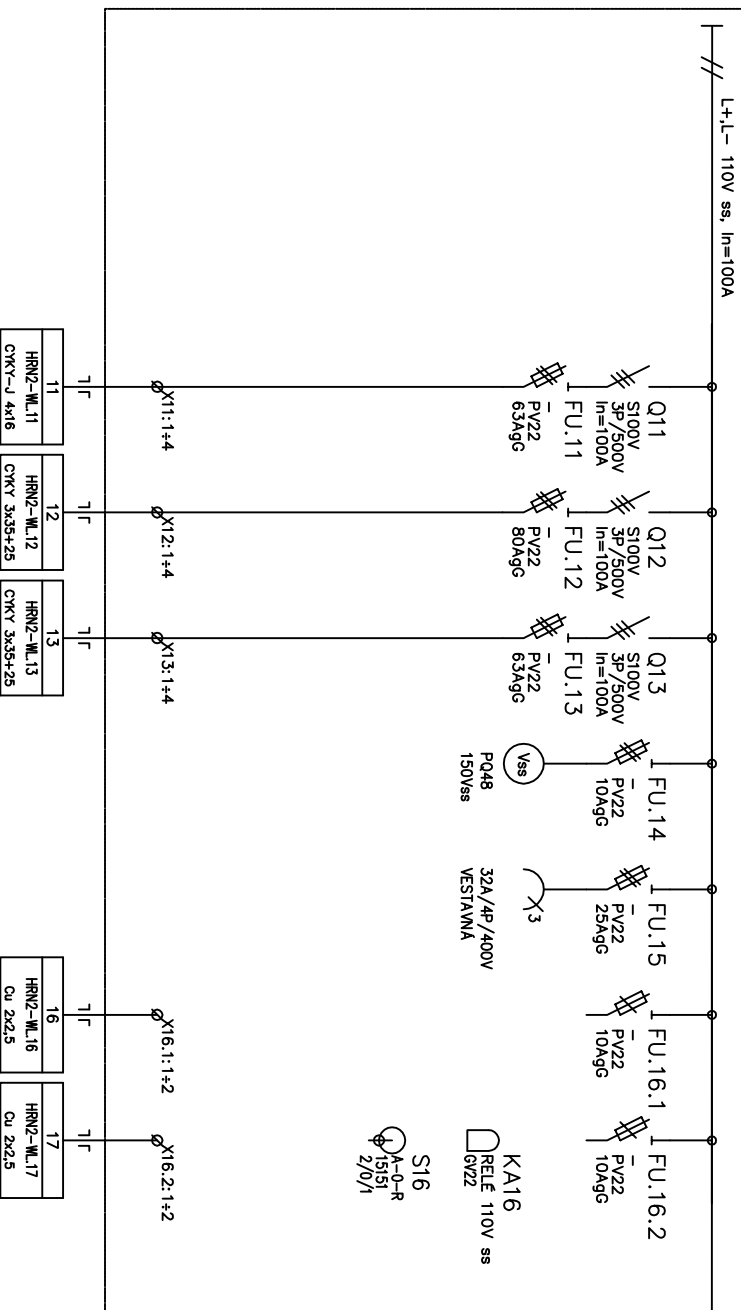 L+,L- 110V ss, In=100A
Q11
S100V
3P/500V
In=100A
FU.11
-
PV22
63AgG
X11:1÷4
11
HRN2-WL.11
CYKY-J 4x16
Q12
S100V
3P/500V
In=100A
FU.12
-
PV22
80AgG
X12:1÷4
12
HRN2-WL.12
CYKY 3x35+25
Q13
S100V
3P/500V
In=100A
FU.13
-
PV22
63AgG
X13:1÷4
13
HRN2-WL.13
CYKY 3x35+25
FU.14
-
PV22
10AgG
Vss
PQ48
150Vss
FU.15
-
PV22
25AgG
3
32A/4P/400V
VESTAVNÁ
FU.16.1
-
PV22
10AgG
X16.1:1÷2
16
HRN2-WL.16
Cu 2x2,5
FU.16.2
-
PV22
10AgG
KA16
RELÉ 110V ss
GV22
S16
A-0-R
15151
2/0/1
X16.2:1÷2
17
HRN2-WL.17
Cu 2x2,5